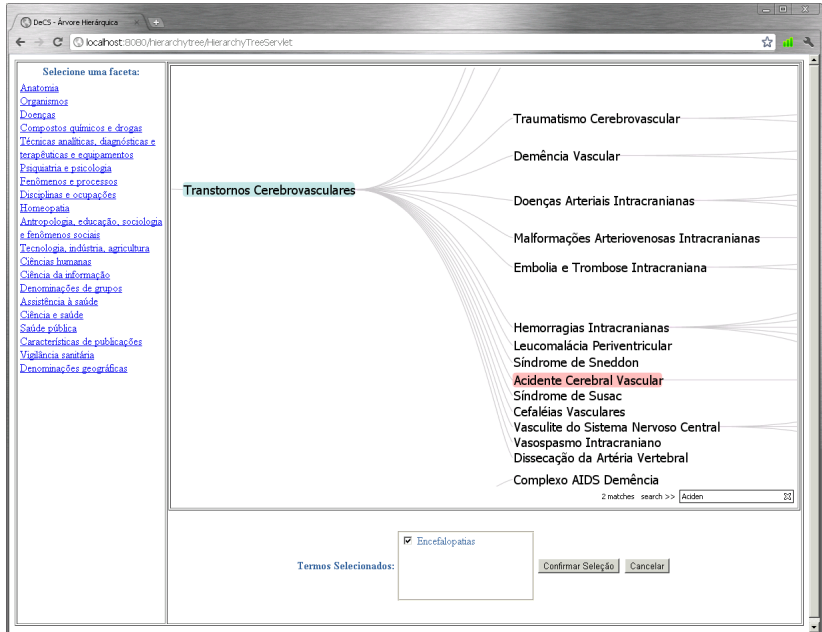 DeCS - Árvore Hierárquica
localhost:8080/hierarchytree/HierarchyTreeServlet
Selecione uma faceta:
Anatomia
Organismos
Doenças
Compostos químicos e drogas
Técnicas analíticas, diagnósticas e
terapêuticas e equipamentos
Psiquiatria e psicologia
Fenômenos e processos
Disciplinas e ocupações
Homeopatia
Antropologia, educação, sociologia
e fenômenos sociais
Tecnologia, indústria, agricultura
Ciências humanas
Ciência da informação
Denominações de grupos
Assistência à saúde
Ciência e saúde
Saúde pública
Características de publicações
Vigilância sanitária
Denominações geográficas
Transtornos Cerebrovasculares
Traumatismo Cerebrovascular
Demência Vascular
Doenças Arteriais Intracranianas
Malformações Arteriovenosas Intracranianas
Embolia e Trombose Intracraniana
Hemorragias Intracranianas
Leucomalácia Periventricular
Síndrome de Sneddon
Acidente Cerebral Vascular
Síndrome de Susac
Cefaléias Vasculares
Vasculite do Sistema Nervoso Central
Vasospasmo Intracraniano
Dissecação da Artéria Vertebral
Complexo AIDS Demência
2 matches search >> Aciden
Termos Selecionados:
Encefalopatias
Confirmar Seleção
Cancelar